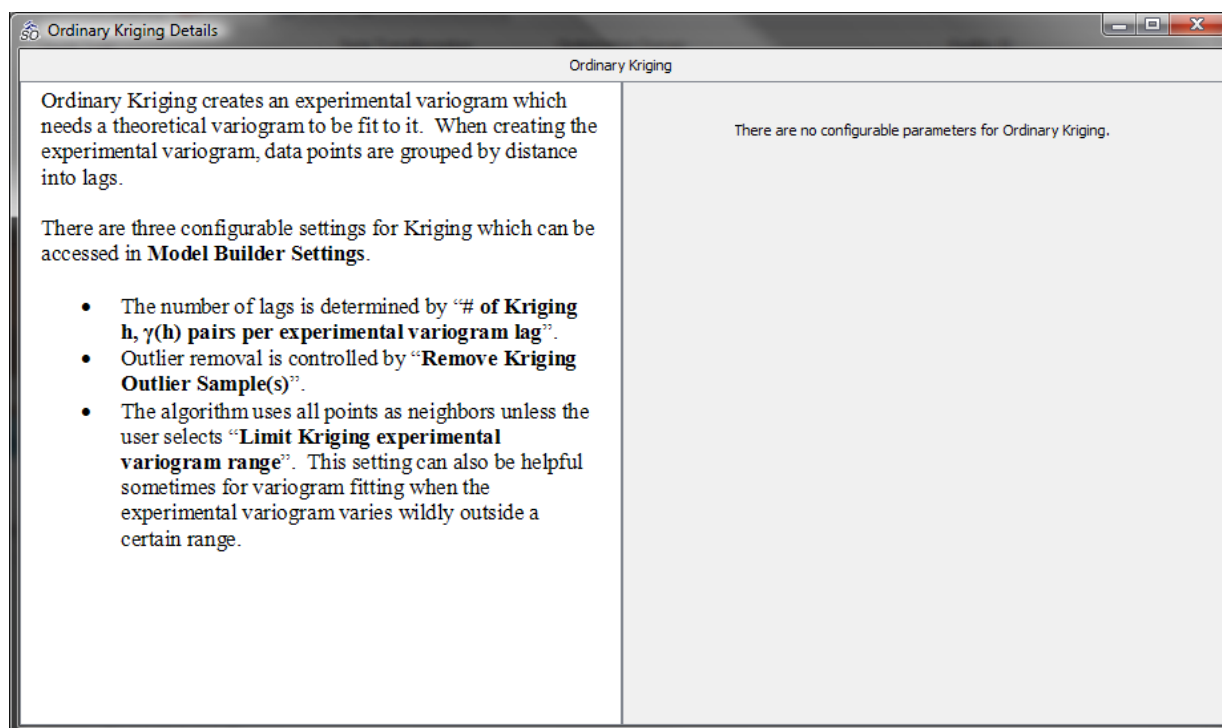 Ordinary Kriging Details
Ordinary Kriging
Ordinary Kriging creates an experimental variogram which
needs a theoretical variogram to be fit to it.  When creating the
experimental variogram, data points are grouped by distance
into lags.
There are three configurable settings for Kriging which can be
accessed in Model Builder Settings.
• The number of lags is determined by “# of Kriging
h, γ(h) pairs per experimental variogram lag”.
• Outlier removal is controlled by “Remove Kriging
Outlier Sample(s)”.
• The algorithm uses all points as neighbors unless the
user selects “Limit Kriging experimental
variogram range”.  This setting can also be helpful
sometimes for variogram fitting when the
experimental variogram varies wildly outside a
certain range.
There are no configurable parameters for Ordinary Kriging.